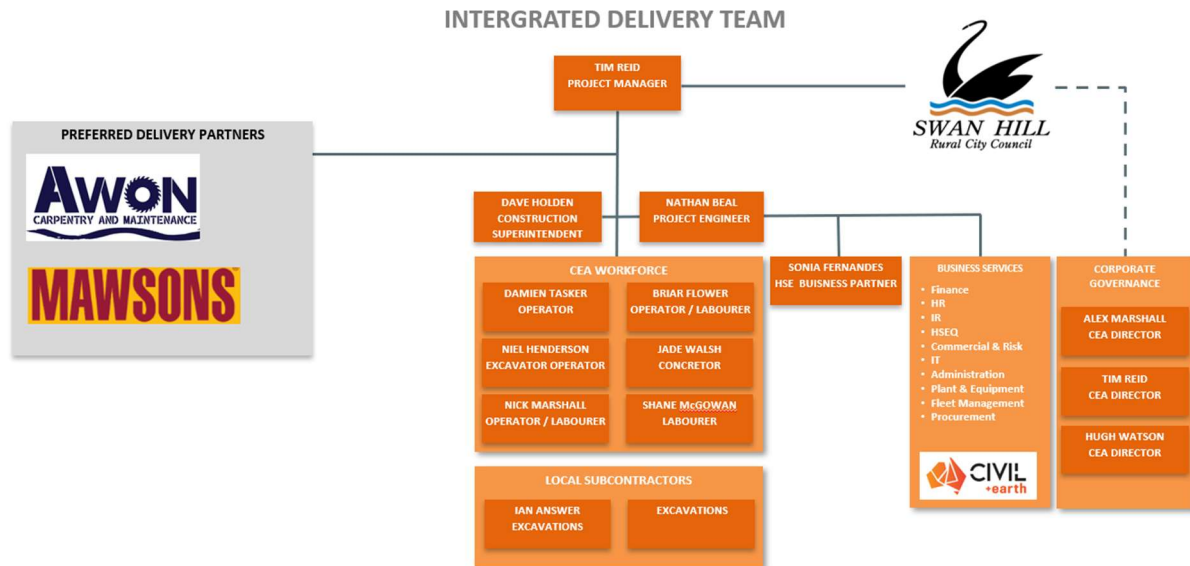 INTERGRATED DELIVERY TEAM
TIM REID
PROJECT MANAGER
SWAN HILL
Rural City Council
PREFERRED DELIVERY PARTNERS
AWON
CARPENTRY AND MAINTENANCE
MAWSONS
DAVE HOLDEN
CONSTRUCTION
SUPERINTENDENT
NATHAN BEAL
PROJECT ENGINEER
CEA WORKFORCE
DAMIEN TASKER
OPERATOR
BRIAR FLOWER
OPERATOR / LABOURER
NIEL HENDERSON
EXCAVATOR OPERATOR
JADE WALSH
CONCRETOR
NICK MARSHALL
OPERATOR / LABOURER
SHANE McGOWAN
LABOURER
LOCAL SUBCONTRACTORS
IAN ANSWER
EXCAVATIONS
EXCAVATIONS
SONIA FERNANDES
HSE BUISNESS PARTNER
BUSINESS SERVICES
• Finance
• HR
• IR
• HSEQ
• Commercial & Risk
• IT
• Administration
• Plant & Equipment
• Fleet Management
• Procurement
CIVIL
+earth
CORPORATE
GOVERNANCE
ALEX MARSHALL
CEA DIRECTOR
TIM REID
CEA DIRECTOR
HUGH WATSON
CEA DIRECTOR